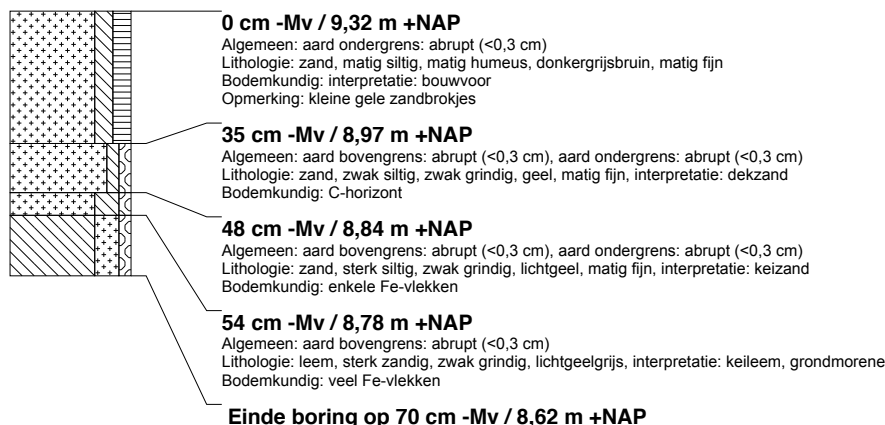 0 cm -Mv / 9,32 m +NAP
Algemeen: aard ondergrens: abrupt (<0,3 cm)
Lithologie: zand, matig siltig, matig humeus, donkergrijsbruin, matig fijn
Bodemkundig: interpretatie: bouwvoor
Opmerking: kleine gele zandbrokjes
35 cm -Mv / 8,97 m +NAP
Algemeen: aard bovengrens: abrupt (<0,3 cm), aard ondergrens: abrupt (<0,3 cm)
Lithologie: zand, zwak siltig, zwak grindig, geel, matig fijn, interpretatie: dekzand
Bodemkundig: C-horizont
48 cm -Mv / 8,84 m +NAP
Algemeen: aard bovengrens: abrupt (<0,3 cm), aard ondergrens: abrupt (<0,3 cm)
Lithologie: zand, sterk siltig, zwak grindig, lichtgeel, matig fijn, interpretatie: keizand
Bodemkundig: enkele Fe-vlekken
54 cm -Mv / 8,78 m +NAP
Algemeen: aard bovengrens: abrupt (<0,3 cm)
Lithologie: leem, sterk zandig, zwak grindig, lichtgeelgrijs, interpretatie: keileem, grondmorene
Bodemkundig: veel Fe-vlekken
Einde boring op 70 cm -Mv / 8,62 m +NAP